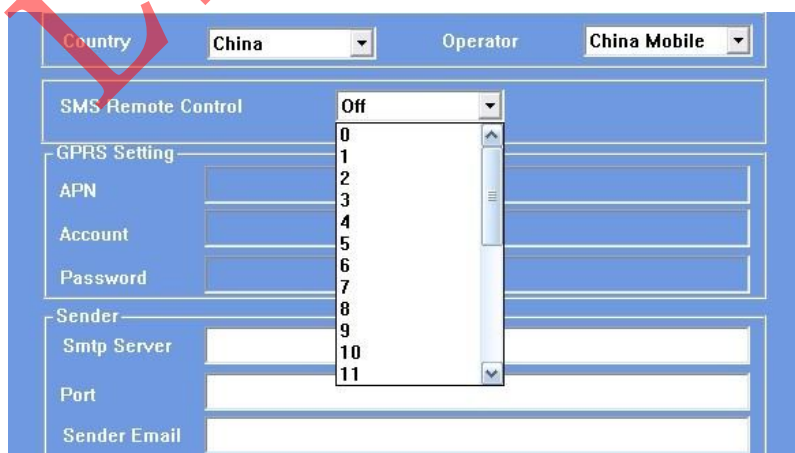 Country China Operator China Mobile
SMS Remote Control Off
0
1
2
3
4
5
6
7
8
9
10
11
GPRS Setting
APN
Account
Password
Sender
Smtp Server
Port
Sender Email